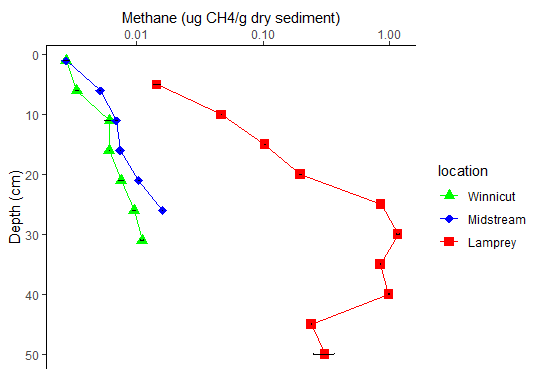 Methane (ug CH4/g dry sediment)
0.01 0.10 1.00
0
10
20
30
40
50
Depth (cm)
location
Winnicut
Midstream
Lamprey